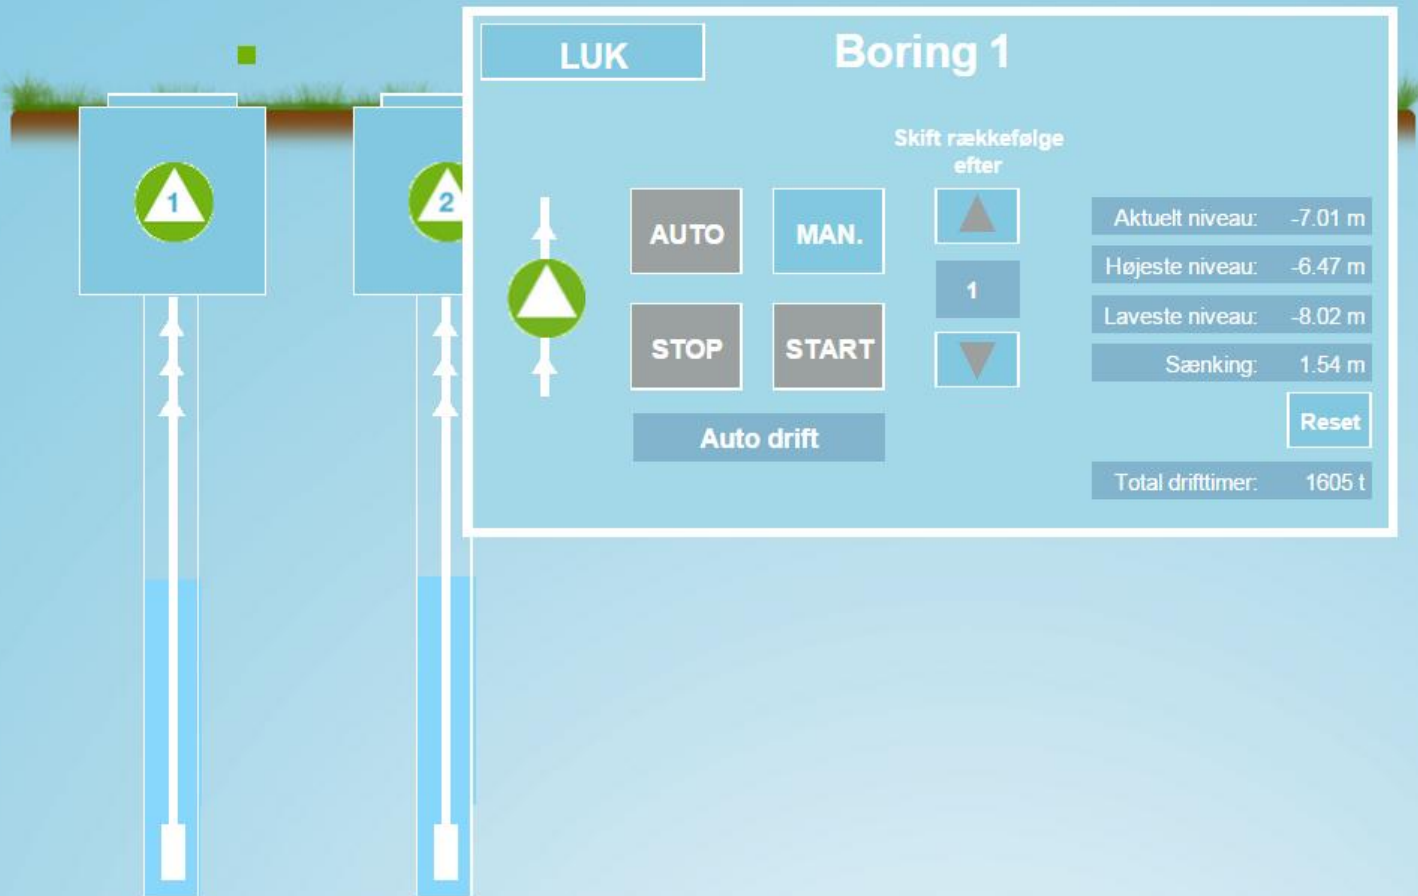 LUK
Boring 1
1
2
Skift rækkefølge
efter
AUTO
MAN.
1
STOP
START
Auto drift
Aktuelt niveau: -7.01 m
Højeste niveau: -6.47 m
Laveste niveau: -8.02 m
Sænking: 1.54 m
Reset
Total drifttimer: 1605 t